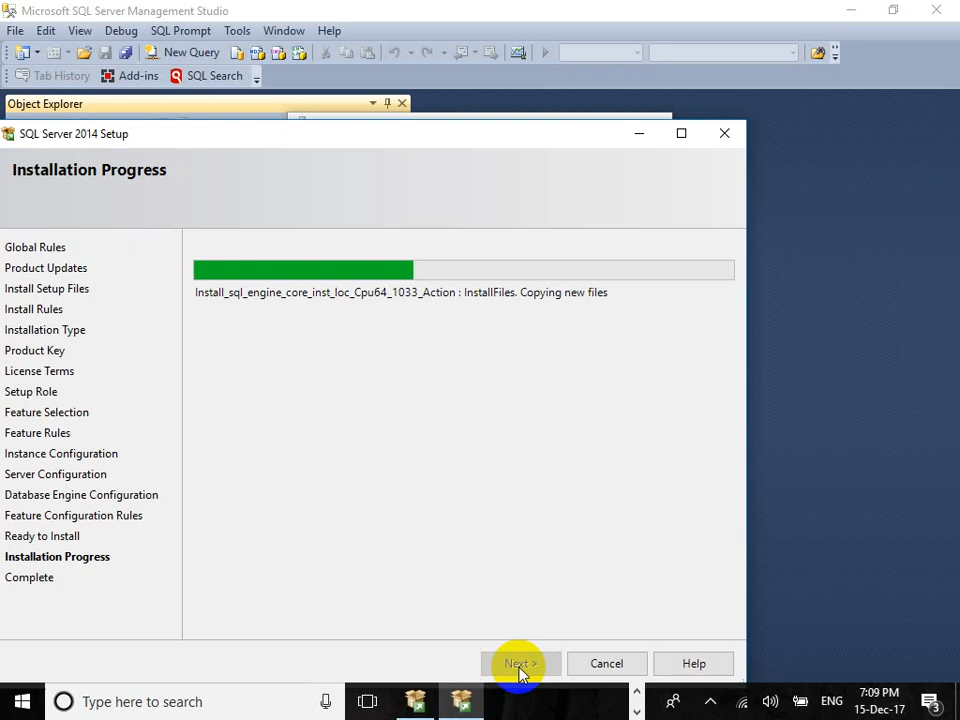 Microsoft SQL Server Management Studio
File Edit View Debug SQL Prompt Tools Window Help
New Query
Tab History Add-ins SQL Search
Object Explorer
SQL Server 2014 Setup
Installation Progress
Global Rules
Product Updates
Install Setup Files
Install Rules
Installation Type
Product Key
License Terms
Setup Role
Feature Selection
Feature Rules
Instance Configuration
Server Configuration
Database Engine Configuration
Feature Configuration Rules
Ready to Install
Installation Progress
Complete
Install_sql_engine_core_inst_loc_Cpu64_1033_Action : InstallFiles. Copying new files
Next > Cancel Help
Type here to search
ENG
7:09 PM
15-Dec-17
3